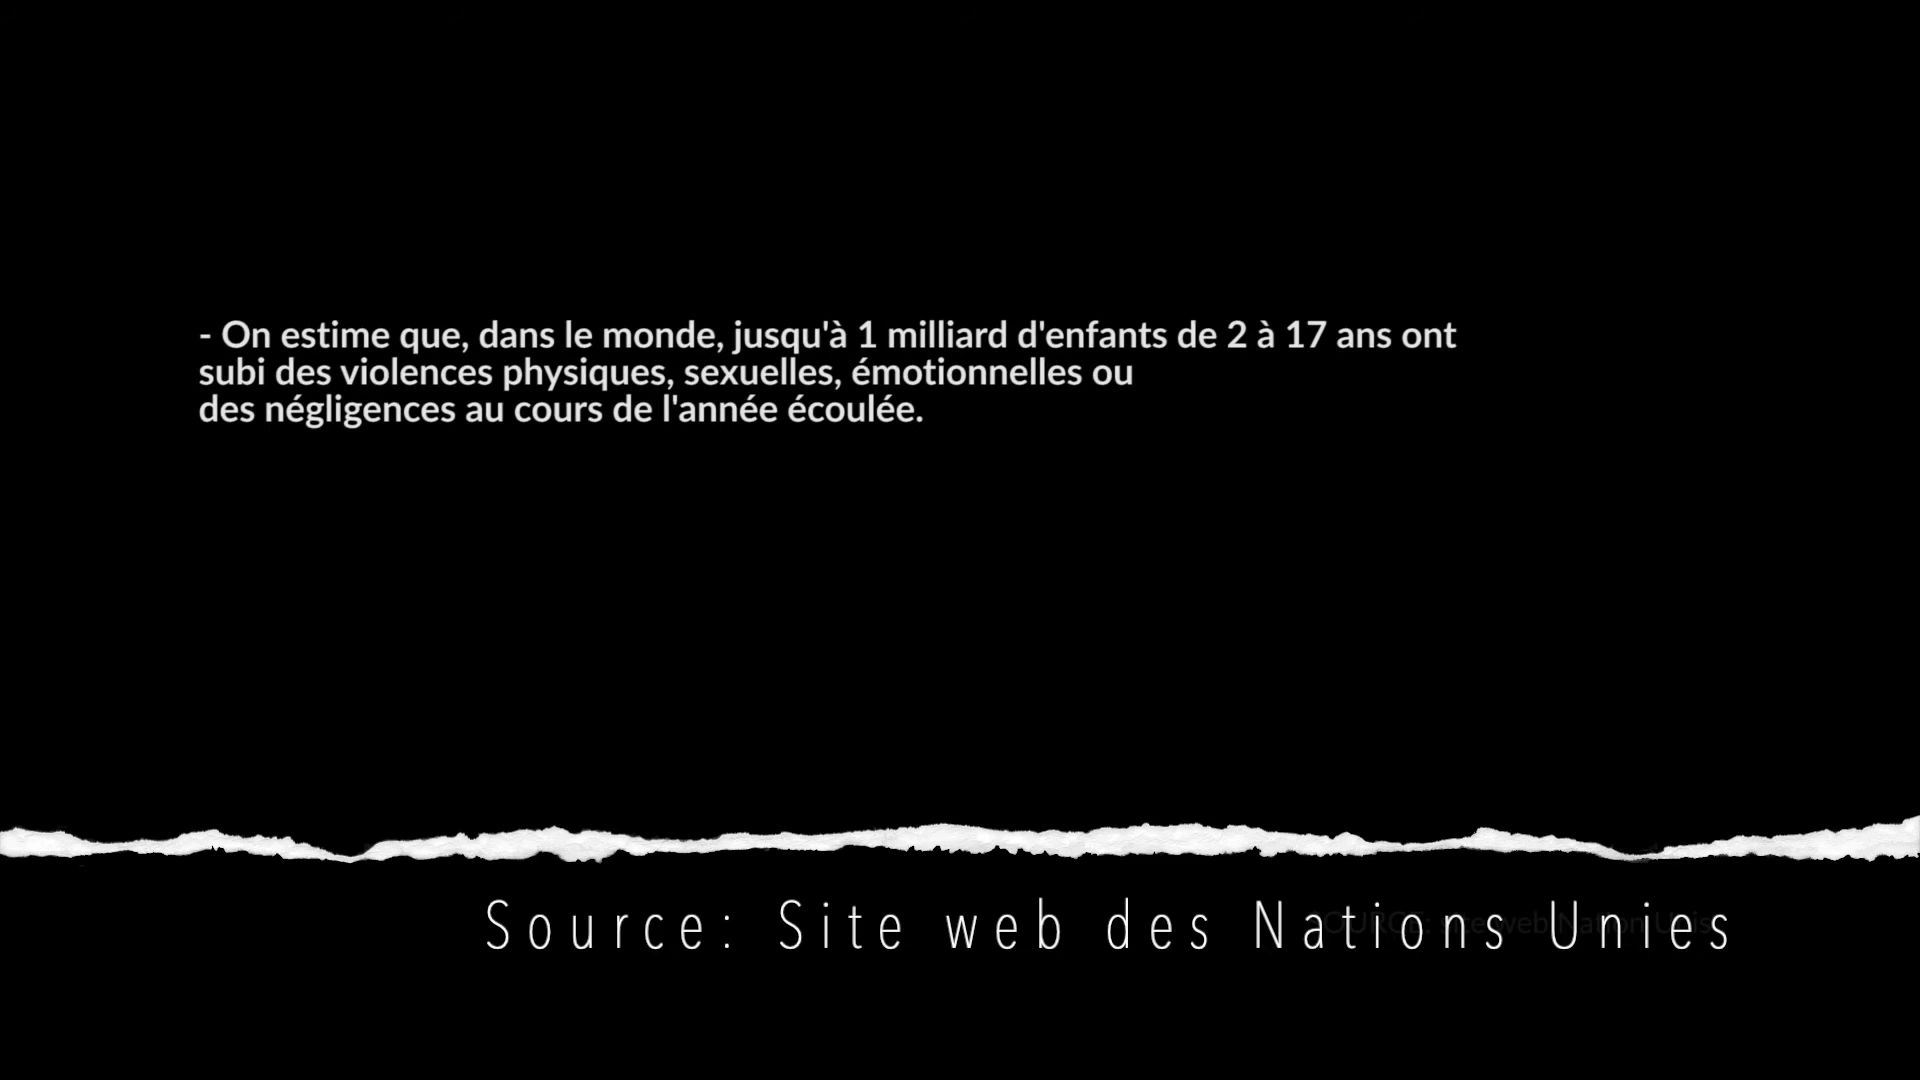 - On estime que, dans le monde, jusqu'à 1 milliard d'enfants de 2 à 17 ans ont
subi des violences physiques, sexuelles, émotionnelles ou
des négligences au cours de l'année écoulée.
Source: Site web des Nations Unies